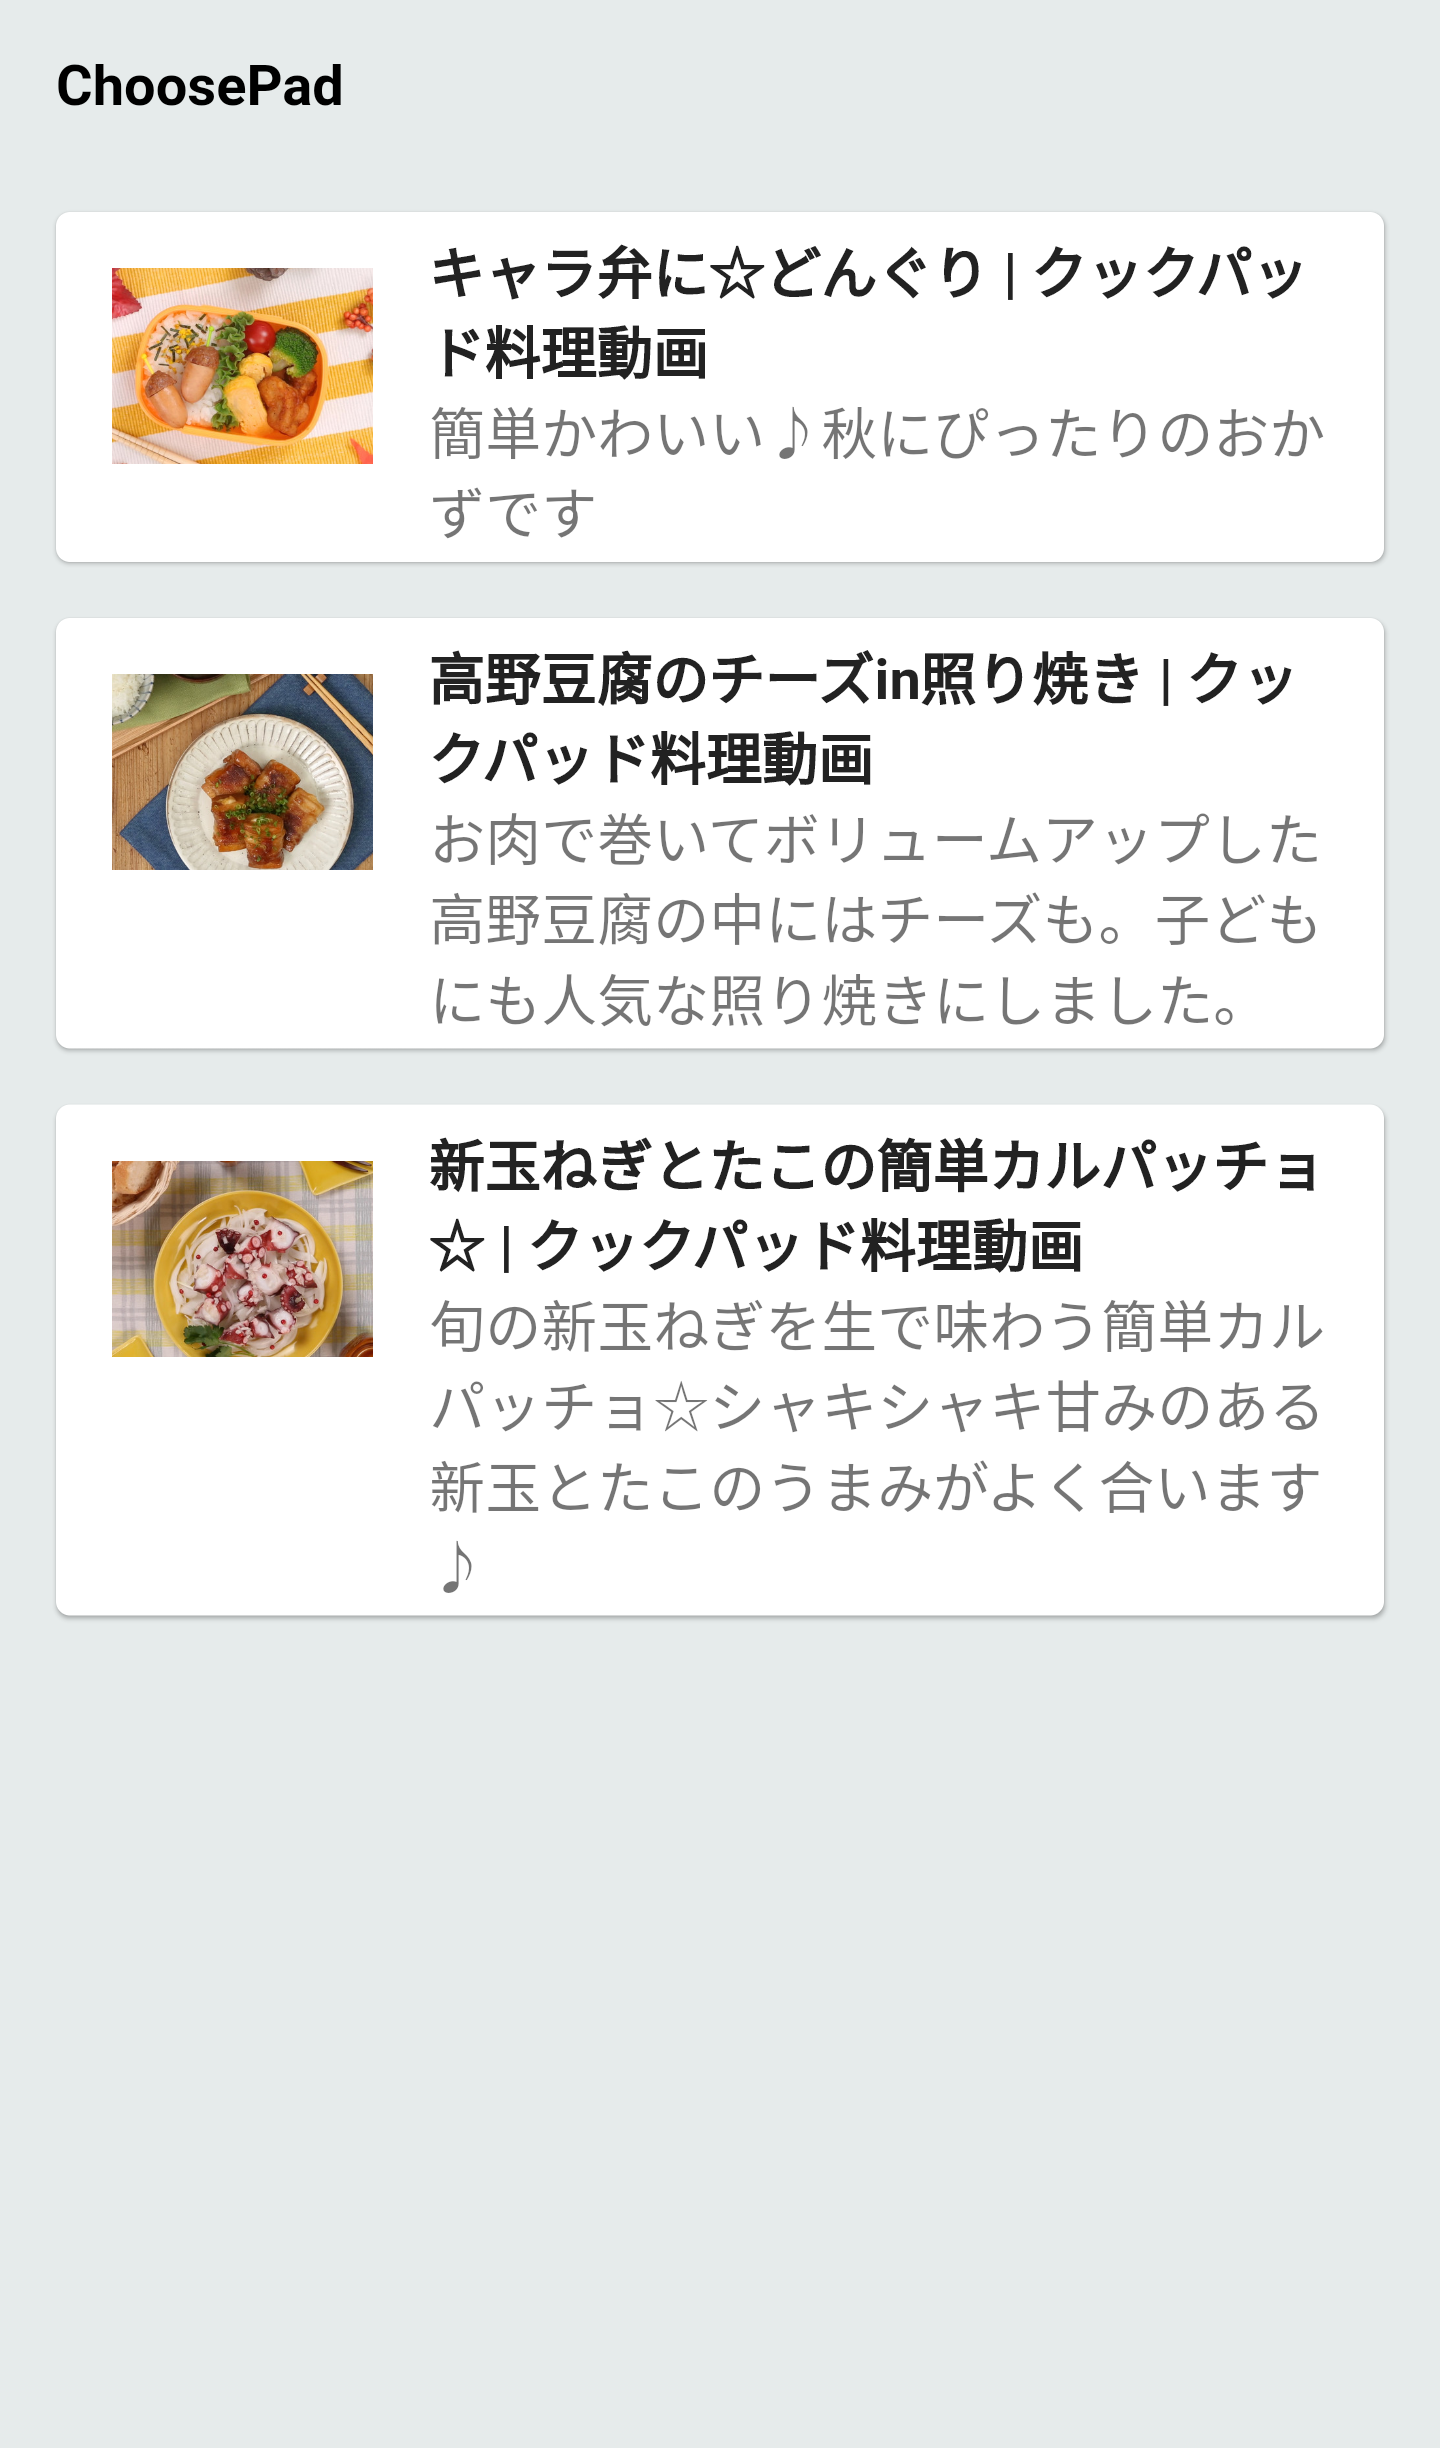 ChoosePad
キャラ弁に☆どんぐり | クックパッ
ド料理動画
簡単かわいい♪秋にぴったりのおか
ずです
高野豆腐のチーズin照り焼き | クッ
クパッド料理動画
お肉で巻いてボリュームアップした
高野豆腐の中にはチーズも。子ども
にも人気な照り焼きにしました。
新玉ねぎとたこの簡単カルパッチョ
☆ | クックパッド料理動画
旬の新玉ねぎを生で味わう簡単カル
パッチョ☆シャキシャキ甘みのある
新玉とたこのうまみがよく合います
♪